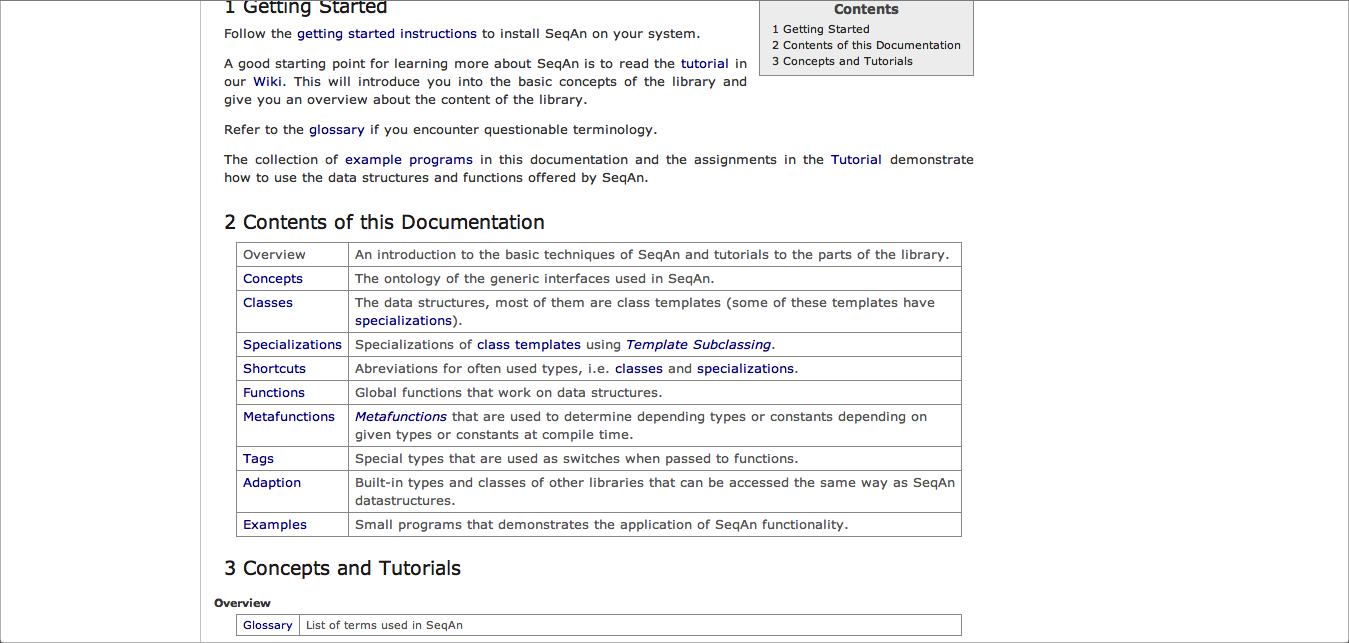 1 Getting Started
Contents
1 Getting Started
2 Contents of this Documentation
3 Concepts and Tutorials
Follow the getting started instructions to install SeqAn on your system.
A good starting point for learning more about SeqAn is to read the tutorial in
our Wiki. This will introduce you into the basic concepts of the library and
give you an overview about the content of the library.
Refer to the glossary if you encounter questionable terminology.
The collection of example programs in this documentation and the assignments in the Tutorial demonstrate
how to use the data structures and functions offered by SeqAn.
2 Contents of this Documentation
Overview An introduction to the basic techniques of SeqAn and tutorials to the parts of the library.
Concepts The ontology of the generic interfaces used in SeqAn.
Classes The data structures, most of them are class templates (some of these templates have
specializations).
Specializations Specializations of class templates using Template Subclassing.
Shortcuts Abreviations for often used types, i.e. classes and specializations.
Functions Global functions that work on data structures.
Metafunctions Metafunctions that are used to determine depending types or constants depending on
given types or constants at compile time.
Tags Special types that are used as switches when passed to functions.
Adaption Built-in types and classes of other libraries that can be accessed the same way as SeqAn
datastructures.
Examples Small programs that demonstrates the application of SeqAn functionality.
3 Concepts and Tutorials
Overview
Glossary List of terms used in SeqAn